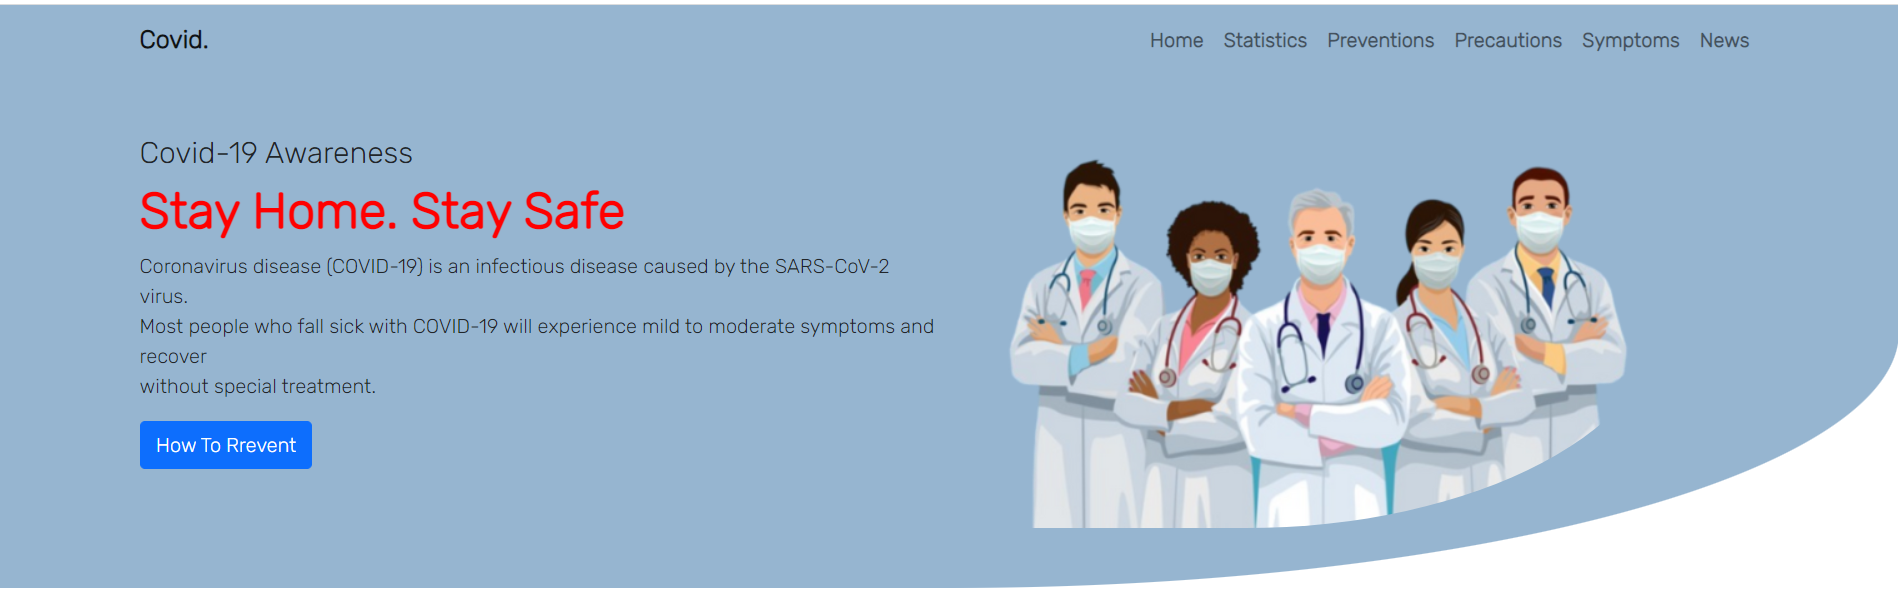 Covid.
Home Statistics Preventions Precautions Symptoms News
Covid-19 Awareness
Stay Home. Stay Safe
Coronavirus disease (COVID-19) is an infectious disease caused by the SARS-CoV-2
virus.
Most people who fall sick with COVID-19 will experience mild to moderate symptoms and
recover
without special treatment.
How To Rrevent